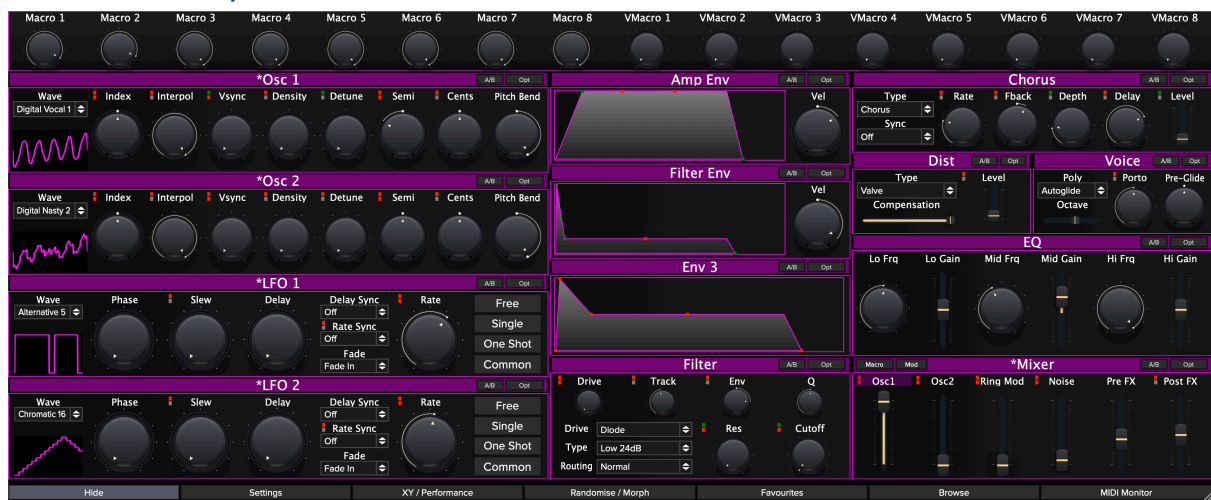 Macro 1 Macro 2 Macro 3 Macro 4 Macro 5 Macro 6 Macro 7 Macro 8 VMacro 1 VMacro 2 VMacro 3 VMacro 4 VMacro 5 VMacro 6 VMacro 7 VMacro 8
*Osc 1 A/B Opt
Wave Index Interpol Vsync Density Detune Semi Cents Pitch Bend
Digital Vocal 1
*Osc 2 A/B Opt
Wave Index Interpol Vsync Density Detune Semi Cents Pitch Bend
Digital Nasty 2
*LFO 1 A/B Opt
Wave Phase Slew Delay Delay Sync Rate Free
Alternative 5 Off
Single
Rate Sync
Off
One Shot
Fade
Fade In Common
*LFO 2 A/B Opt
Wave Phase Slew Delay Delay Sync Rate Free
Chromatic 16 Off
Single
Rate Sync
Off
One Shot
Fade
Fade In Common
Amp Env A/B Opt
Vel
Filter Env A/B Opt
Vel
Env 3 A/B Opt
Filter A/B Opt
Drive Track Env Q
Drive Diode Res Cutoff
Type Low 24dB
Routing Normal
Chorus A/B Opt
Type Rate Fback Depth Delay Level
Chorus
Sync
Off
Dist A/B Opt
Type Level
Valve
Compensation
Voice A/B Opt
Poly Porto Pre-Glide
Autoglide
Octave
EQ A/B Opt
Lo Frq Lo Gain Mid Frq Mid Gain Hi Frq Hi Gain
Macro Mod *Mixer A/B Opt
Osc1 Osc2 Ring Mod Noise Pre FX Post FX
Hide Settings XY / Performance Randomise / Morph Favourites Browse MIDI Monitor